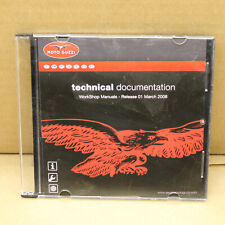 MOTO GUZZI
technical documentation
WorkShop Manuals - Release 01 March 2008